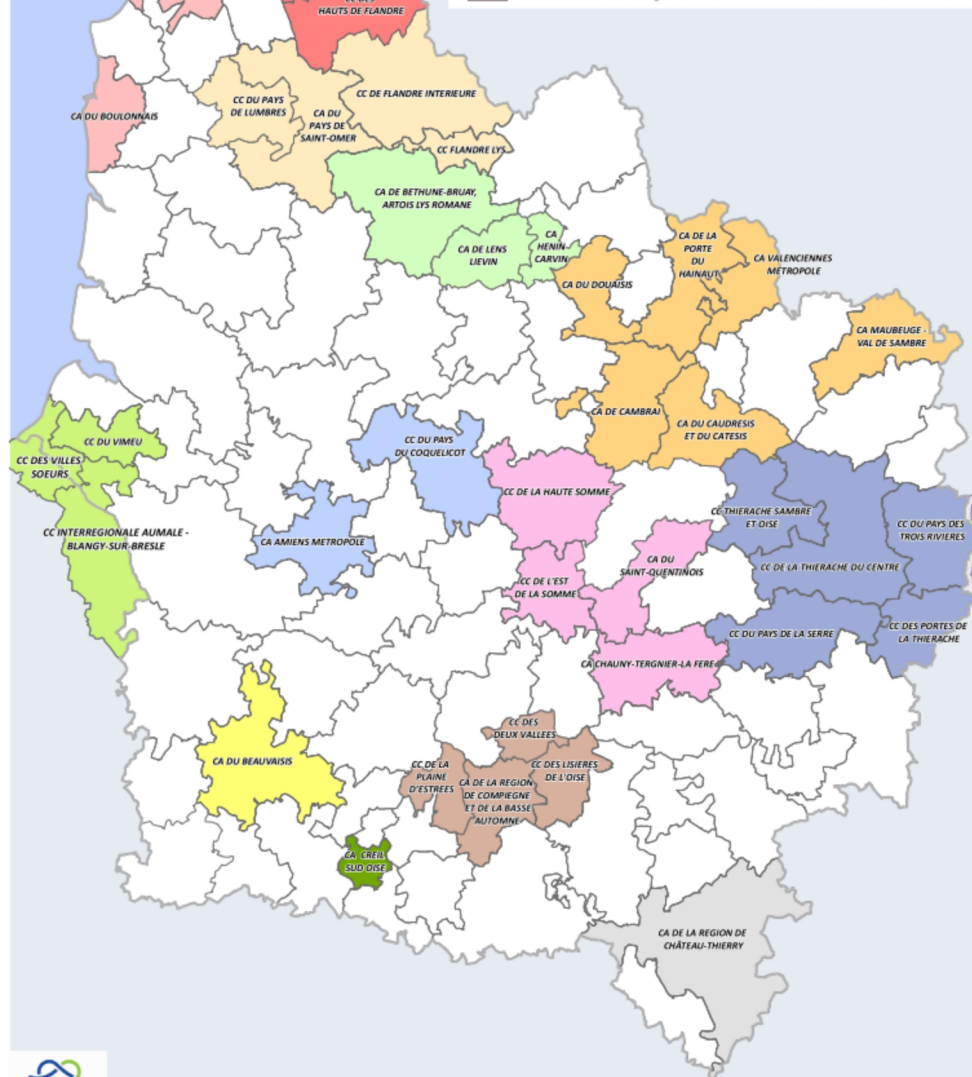 HAUTS DE FLANDRE
CC DE FLANDRE INTERIEURE
CC DU PAYS
DE LUMBRES
CA DU
PAYS DE
SAINT-OMER
CA DU BOULONNAIS
CC FLANDRE LYS
CA DE BETHUNE-BRUAY,
ARTOIS LYS ROMANE
CA DE LENS
LIEVIN
CA
HENIN
CARVIN
CA DE LA
PORTE
DU
HAINAUT
CA VALENCIENNES
METROPOLE
CA DU DOUAISIS
CA MAUBEUGE -
VAL DE SAMBRE
CA DE CAMBRAI
CA DU CAUDRESIS
ET DU CATESIS
CC DU VIMEU
CC DES VILLES
SOEURS
CC DU PAYS
DU COQUELICOT
CC DE LA HAUTE SOMME
CC INTERREGIONALE AUMALE -
BLANGY-SUR-BRESLE
CA AMIENS METROPOLE
CC THIERACHE SAMBRE
ET OISE
CC DU PAYS DES
TROIS RIVIERES
CC DE LA THIERACHE DU CENTRE
CA DU
SAINT-QUENTINOIS
CC DE L'EST
DE LA SOMME
CC DU PAYS DE LA SERRE
CC DES PORTES DE
LA THIERACHE
CA CHAUNY-TERGNIER-LA FERE
CC DES
DEUX VALLEES
CA DU BEAUVAISIS
CC DE LA
PLAINE
D'ESTREES
CC DES LISIERES
DE L'OISE
CA DE LA REGION
DE COMPIEGNE
ET DE LA BASSE
AUTOMNE
CA CREIL
SUD OISE
CA DE LA REGION DE
CHÂTEAU-THIERRY